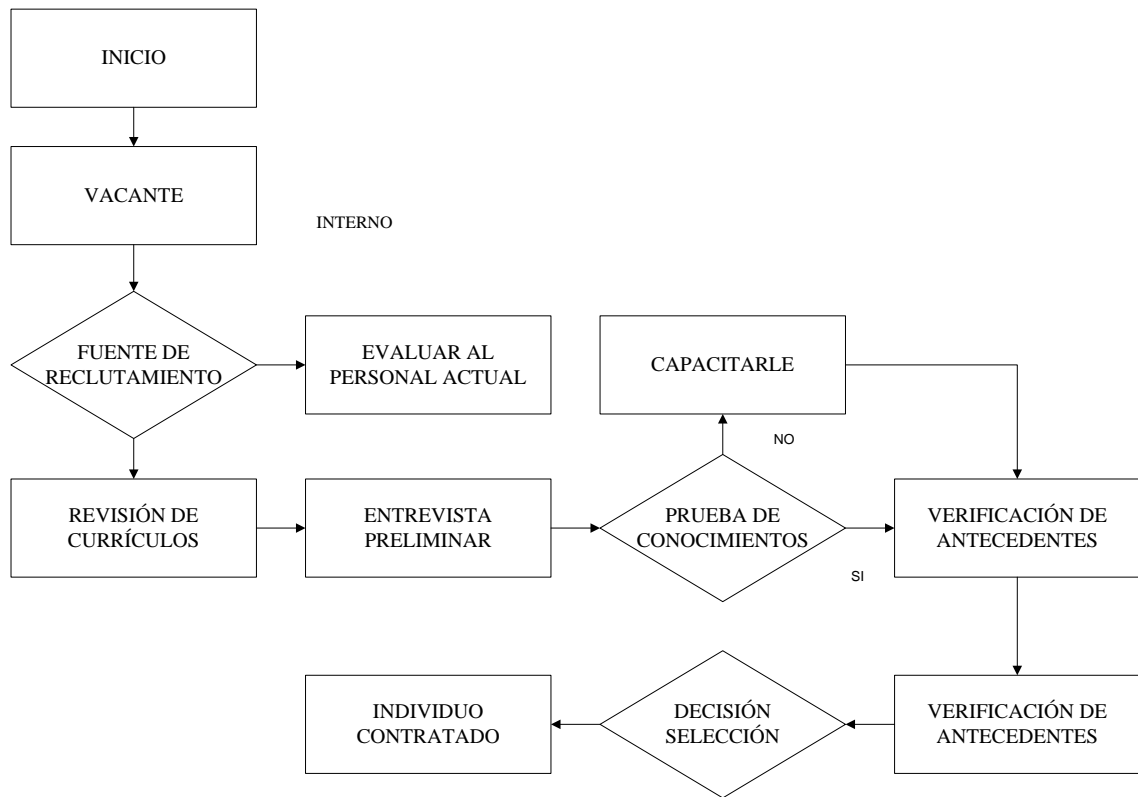 INICIO
VACANTE
INTERNO
FUENTE DE
RECLUTAMIENTO
EVALUAR AL
PERSONAL ACTUAL
CAPACITARLE
NO
REVISIÓN DE
CURRÍCULOS
ENTREVISTA
PRELIMINAR
PRUEBA DE
CONOCIMIENTOS
SI
VERIFICACIÓN DE
ANTECEDENTES
INDIVIDUO
CONTRATADO
DECISIÓN
SELECCIÓN
VERIFICACIÓN DE
ANTECEDENTES